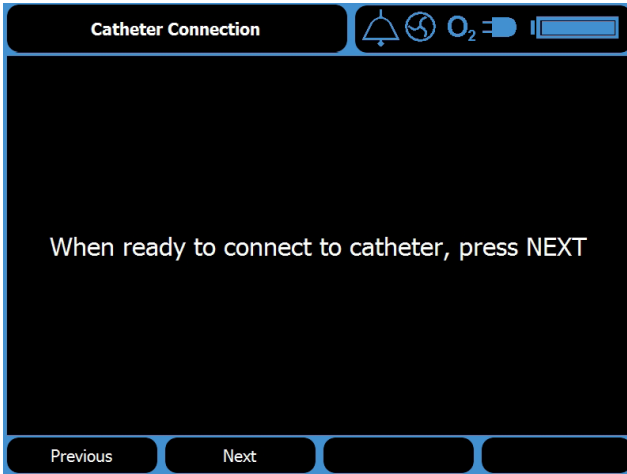 Catheter Connection
O₂
When ready to connect to catheter, press NEXT
Previous
Next